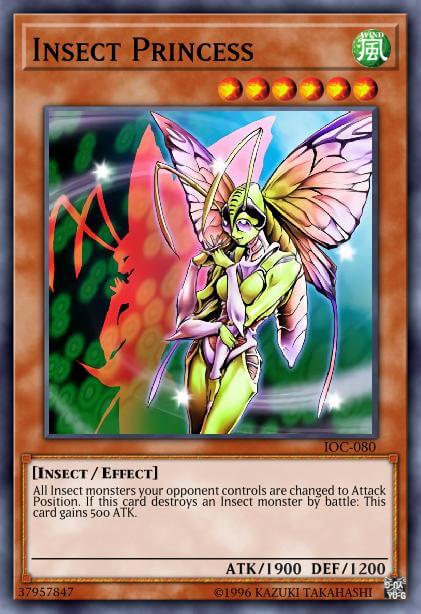 INSECT PRINCESS
WIND
風
IOC-080
[INSECT / EFFECT]
All Insect monsters your opponent controls are changed to Attack
Position. If this card destroys an Insect monster by battle: This
card gains 500 ATK.
ATK/1900 DEF/1200
37957847
©1996 KAZUKI TAKAHASHI